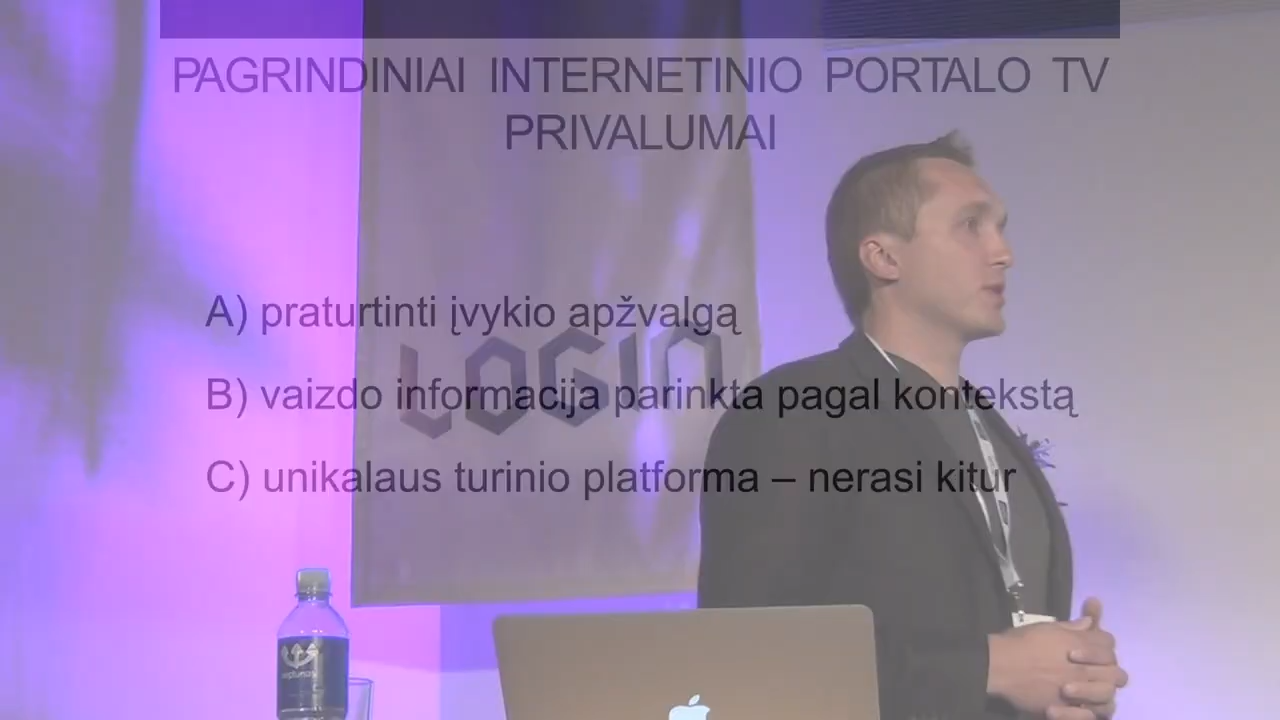 PAGRINDINIAI INTERNETINIO PORTALO TV
PRIVALUMAI
A) praturtinti įvykio apžvalgą
LOGIN
B) vaizdo informacija parinkta pagal kontekstą
C) unikalaus turinio platforma – nerasi kitur
neptunas